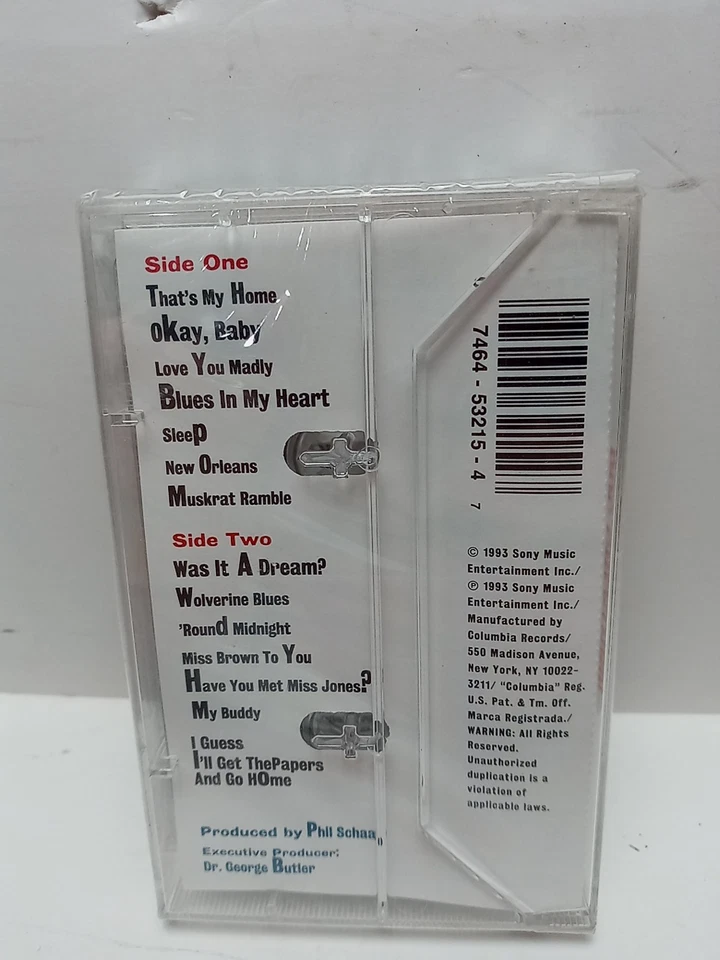 Side One
That's My Home
oKay, Baby
Love You Madly
Blues In My Heart
Sleep
New Orleans
Muskrat Ramble
Side Two
Was It A Dream?
Wolverine Blues
'Round Midnight
Miss Brown To You
Have You Met Miss Jones?
My Buddy
I Guess
I'll Get ThePapers
And Go HOme
Produced by Phil Schaap
Executive Producer:
Dr. George Butler
7464 - 53215 - 4 7
© 1993 Sony Music
Entertainment Inc./
℗ 1993 Sony Music
Entertainment Inc./
Manufactured by
Columbia Records/
550 Madison Avenue,
New York, NY 10022-
3211/ "Columbia" Reg.
U.S. Pat. & Tm. Off.
Marca Registrada./
WARNING: All Rights
Reserved.
Unauthorized
duplication is a
violation of
applicable laws.